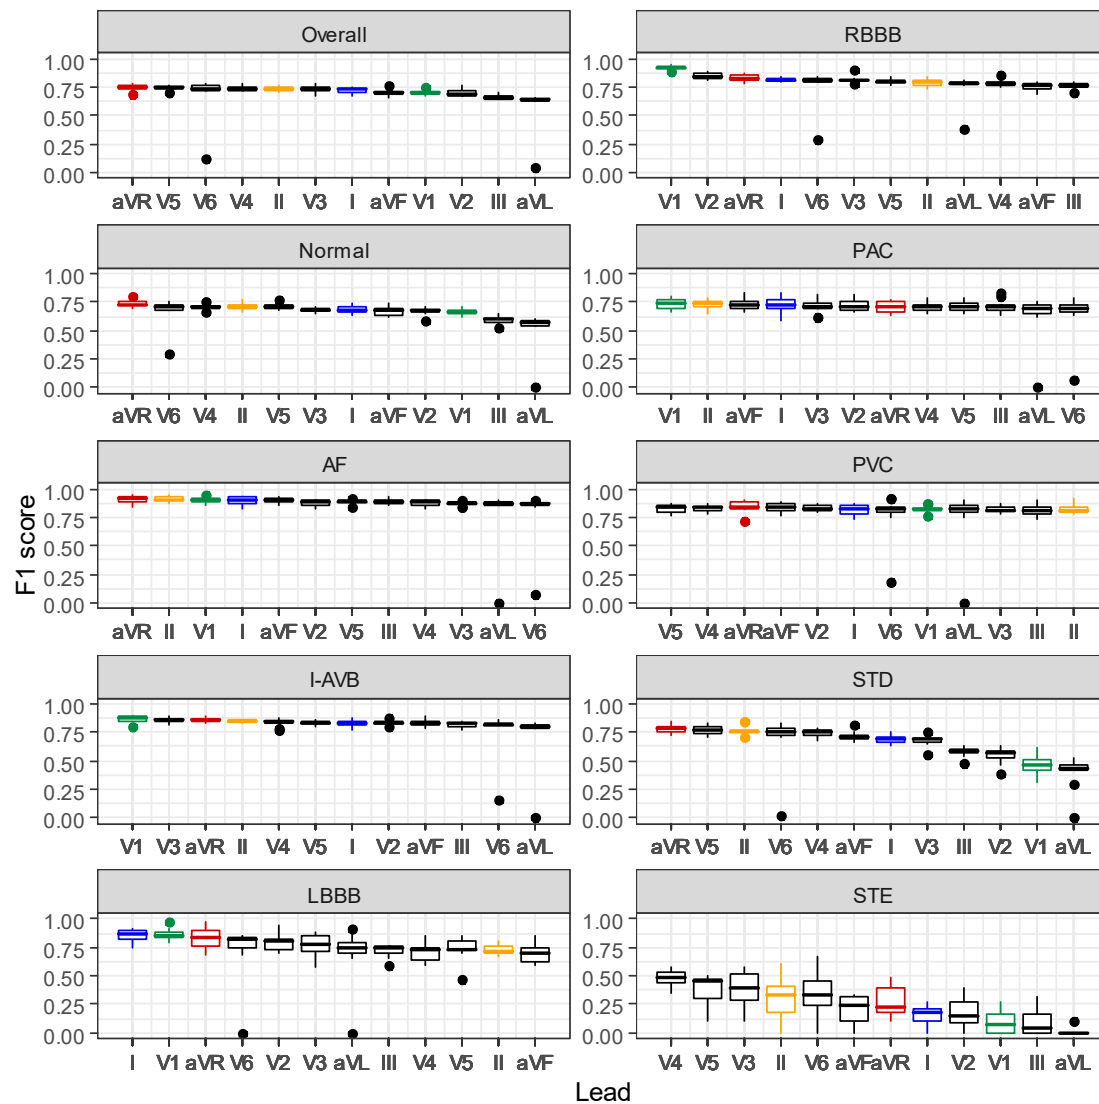 Overall
1.00
0.75
0.50
0.25
0.00
aVR V5 V6 V4 II V3 I aVF V1 V2 III aVL
RBBB
1.00
0.75
0.50
0.25
0.00
V1 V2 aVR I V6 V3 V5 II aVL V4 aVF III
Normal
1.00
0.75
0.50
0.25
0.00
aVR V6 V4 II V5 V3 I aVF V2 V1 III aVL
PAC
1.00
0.75
0.50
0.25
0.00
V1 II aVF I V3 V2 aVR V4 V5 III aVL V6
AF
1.00
0.75
0.50
0.25
0.00
aVR II V1 I aVF V2 V5 III V4 V3 aVL V6
PVC
1.00
0.75
0.50
0.25
0.00
V5 V4 aVR aVF V2 I V6 V1 aVL V3 III II
I-AVB
1.00
0.75
0.50
0.25
0.00
V1 V3 aVR II V4 V5 I V2 aVF III V6 aVL
STD
1.00
0.75
0.50
0.25
0.00
aVR V5 II V6 V4 aVF I V3 III V2 V1 aVL
LBBB
1.00
0.75
0.50
0.25
0.00
I V1 aVR V6 V2 V3 aVL III V4 V5 II aVF
STE
1.00
0.75
0.50
0.25
0.00
V4 V5 V3 II V6 aVF aVR I V2 V1 III aVL
F1 score
Lead